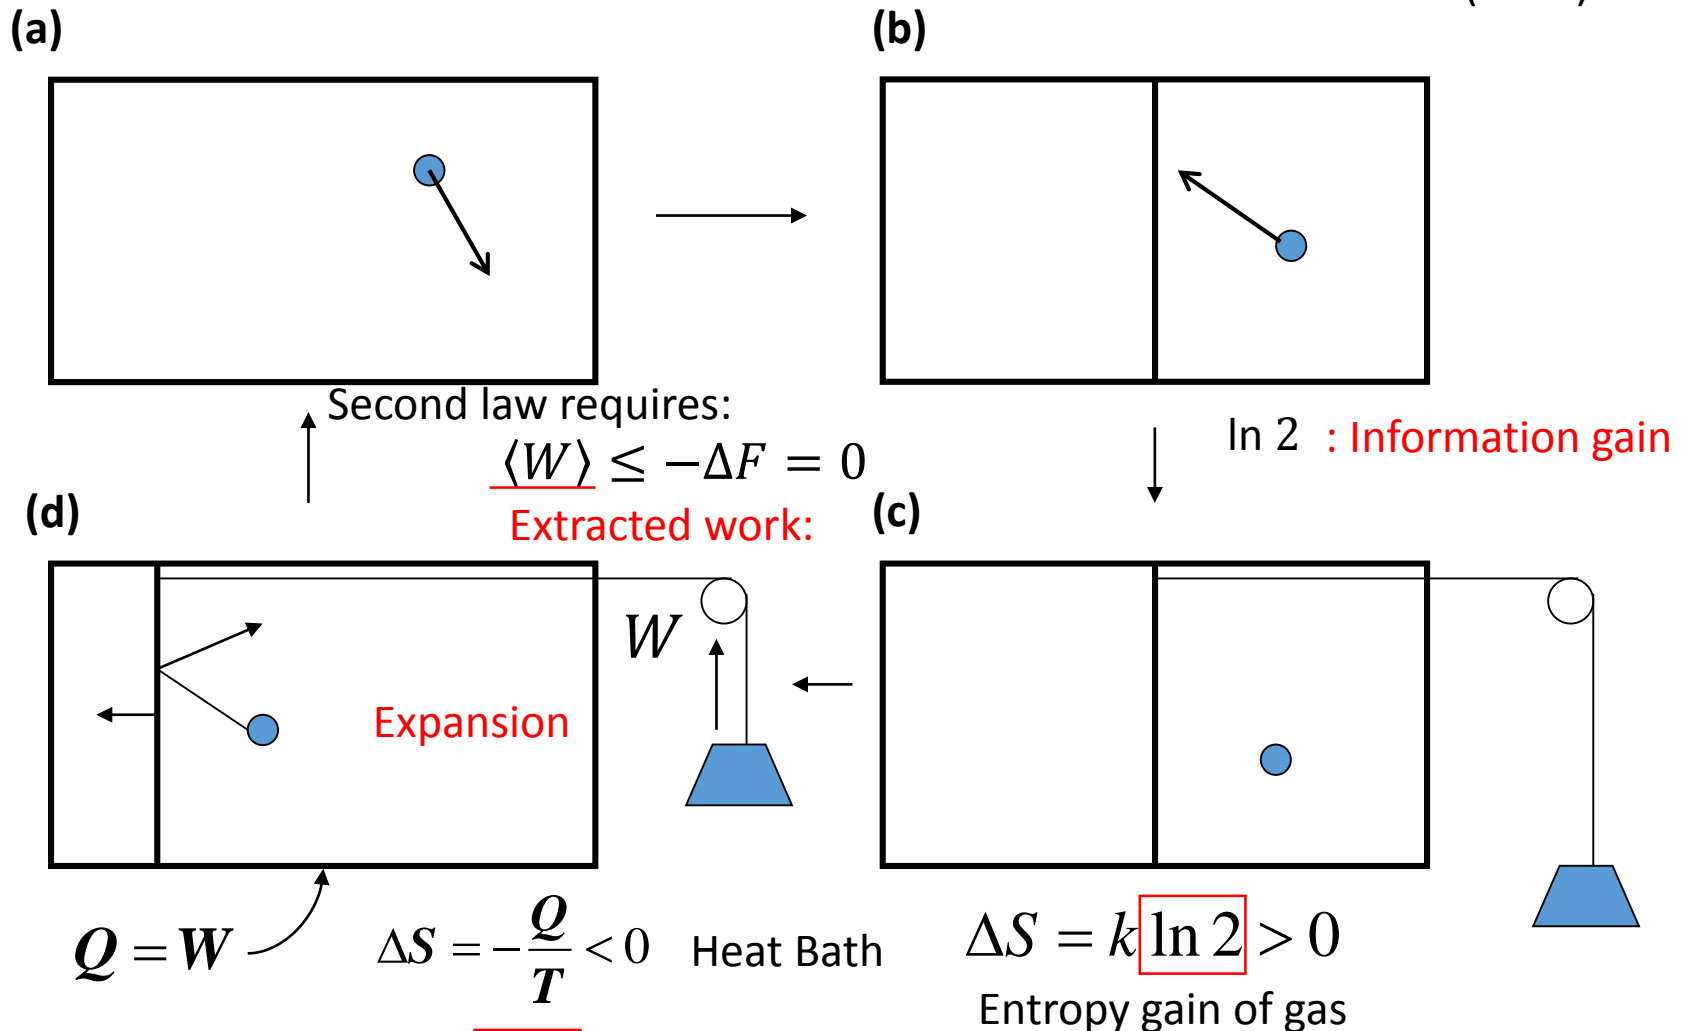 (a)
(b)
Second law requires:
⟨W⟩ ≤ −ΔF = 0
Extracted work:
ln 2 : Information gain
(d)
(c)
W
Expansion
Q = W
ΔS = −Q/T < 0 Heat Bath
ΔS = k ln 2 > 0
Entropy gain of gas